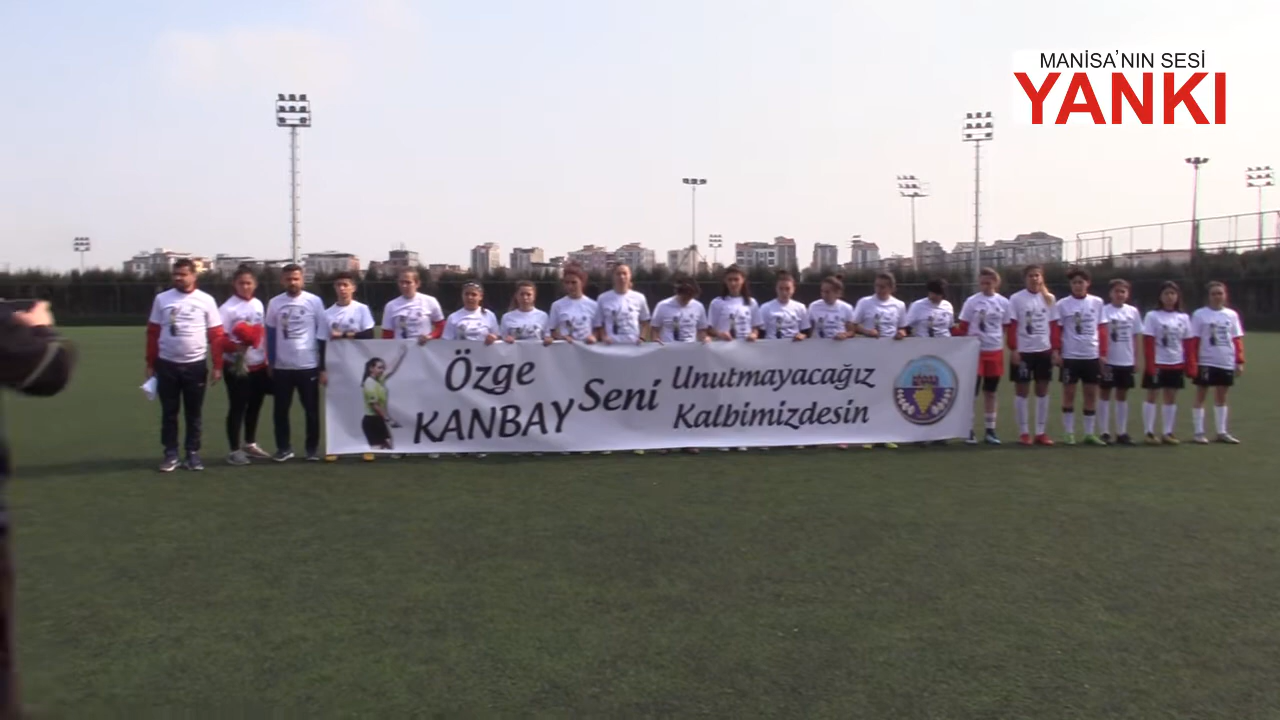 MANİSA'NIN SESİ
YANKI
Özge
KANBAY
Seni
Unutmayacağız
Kalbimizdesin